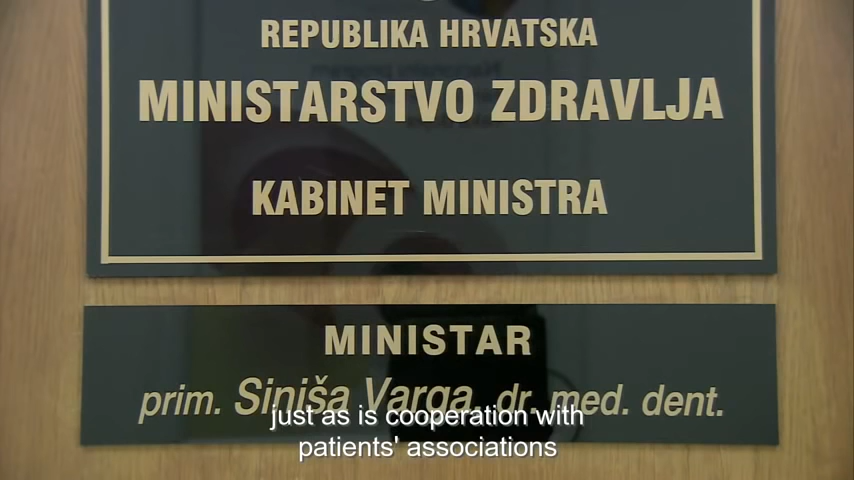 REPUBLIKA HRVATSKA
MINISTARSTVO ZDRAVLJA
KABINET MINISTRA
MINISTAR
prim. Siniša Varga, dr. med. dent.
just as is cooperation with
patients' associations